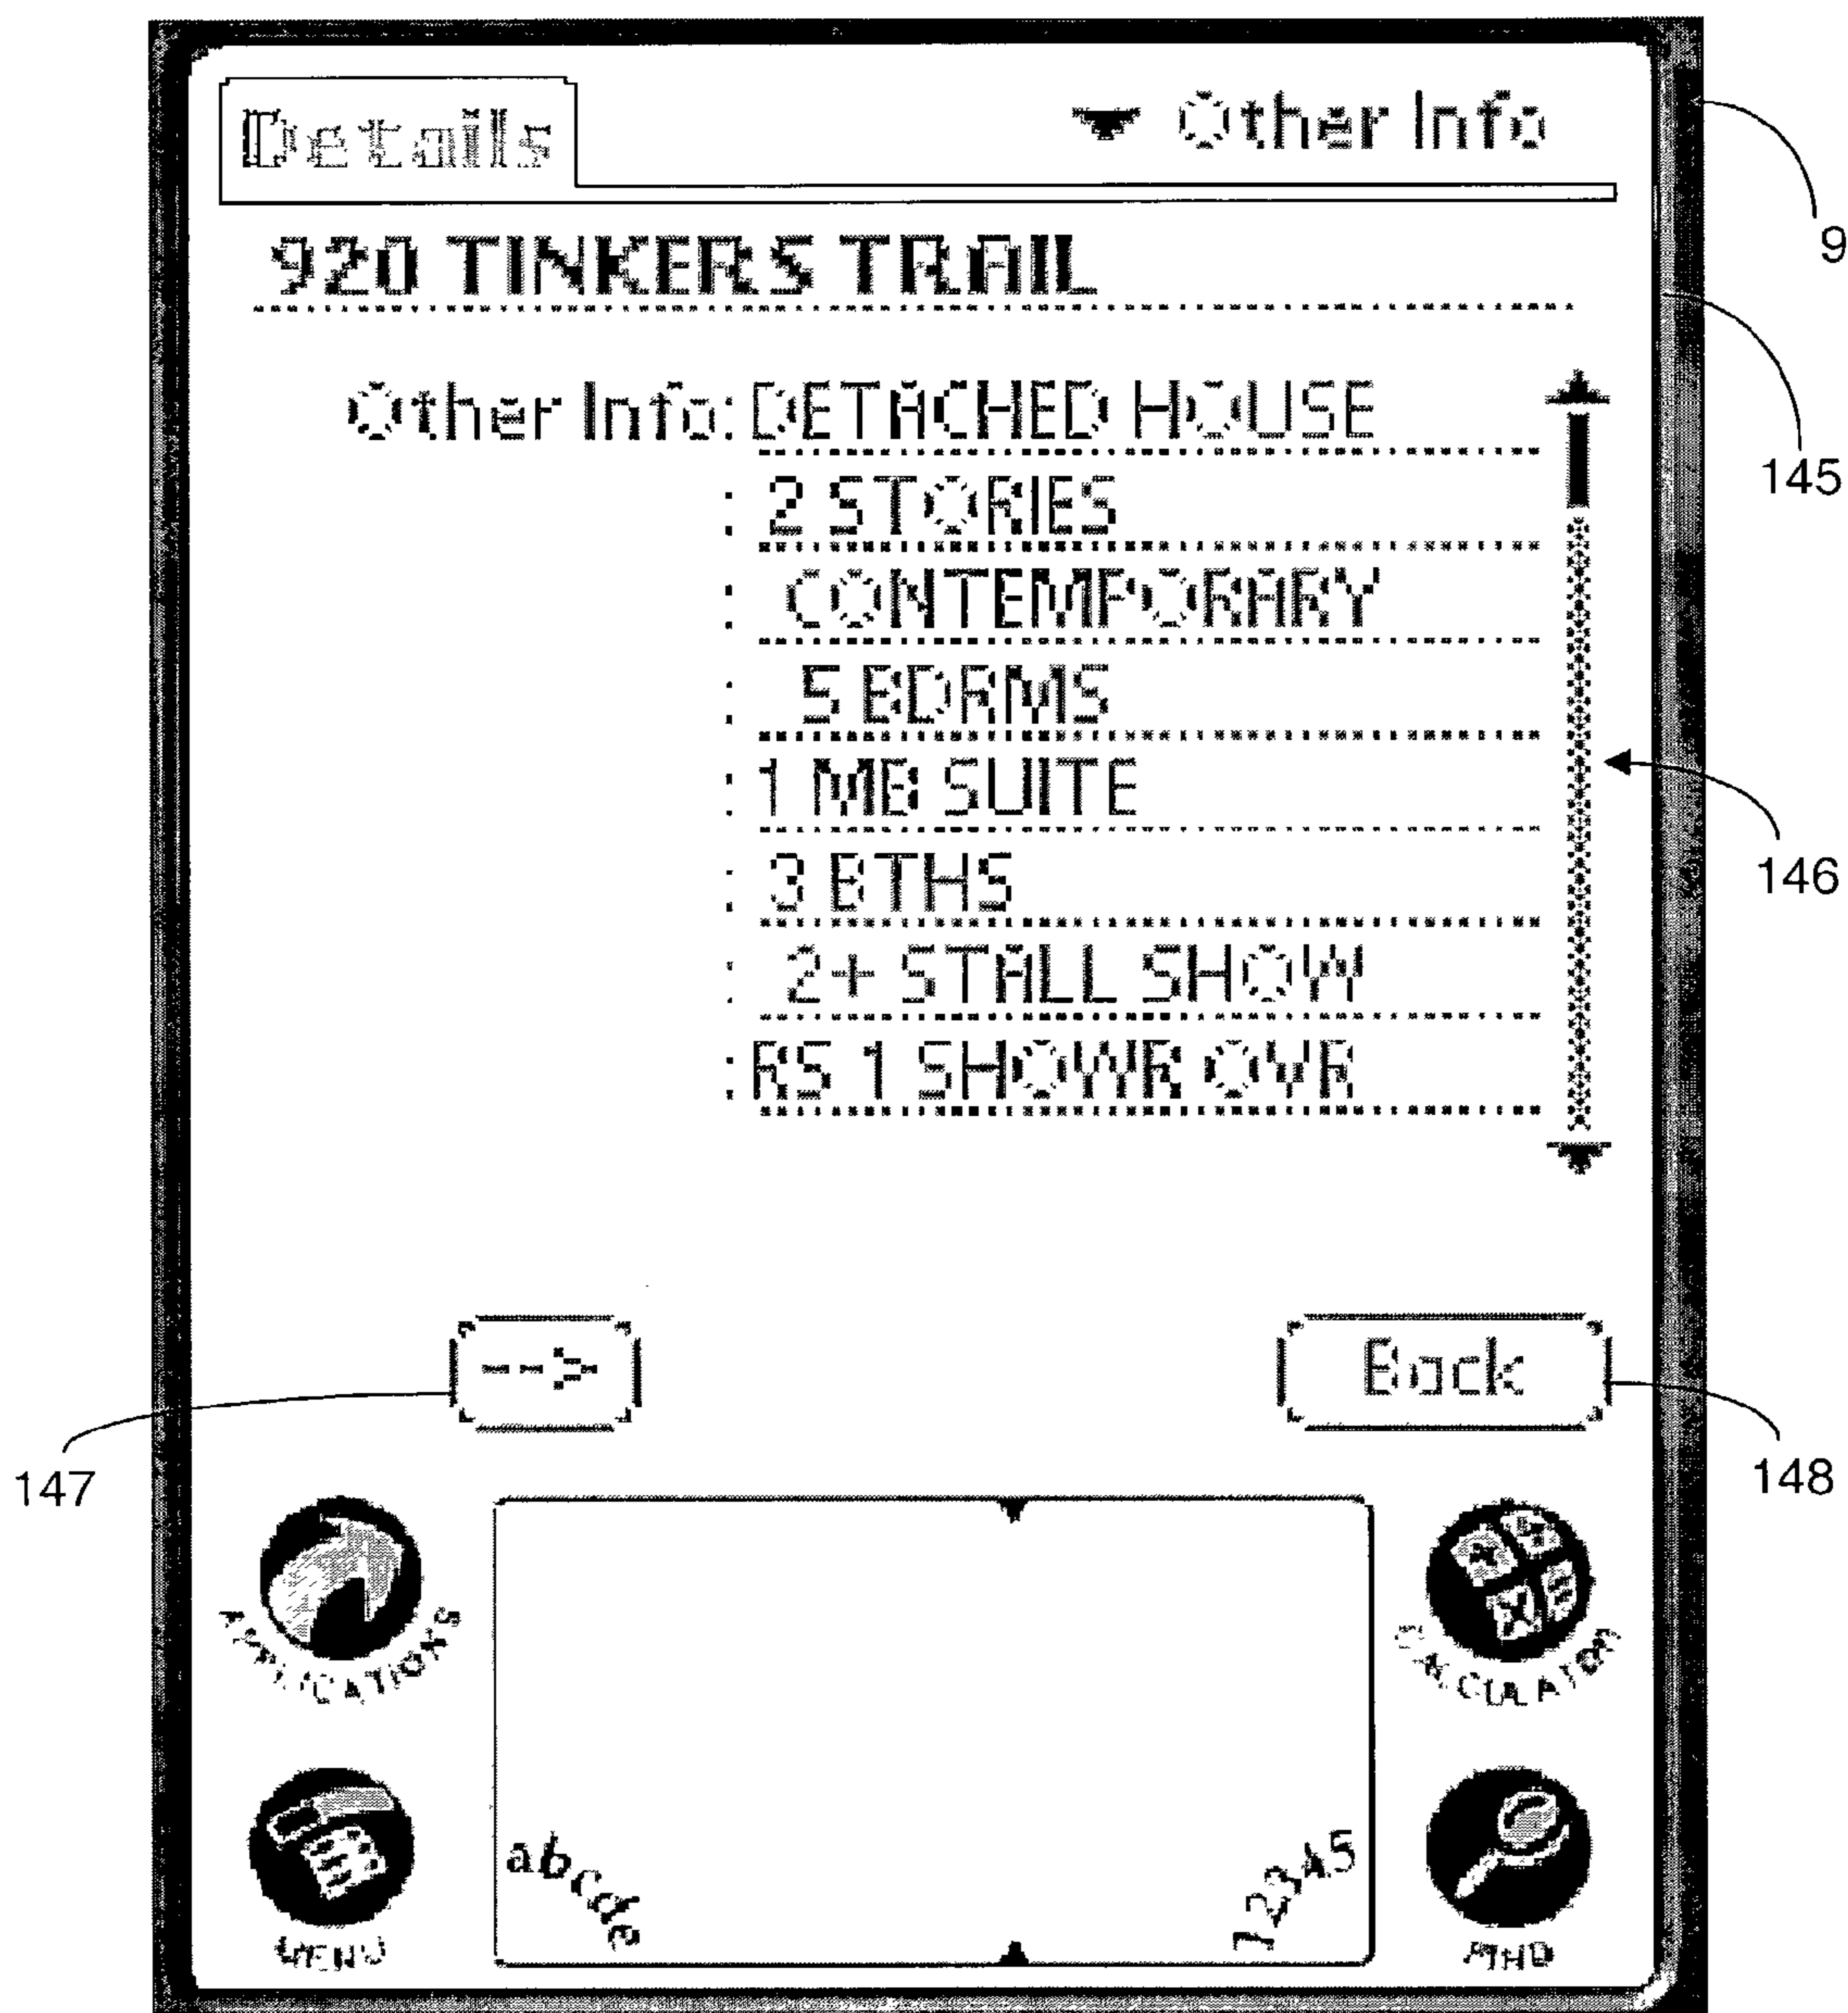 Details
Other Info
9
920 TINKERS TRAIL
145
Other Info: DETACHED HOUSE
: 2 STORIES
: CONTEMPORARY
: 5 BDRMS
: 1 MB SUITE
146
: 3 BTHS
: 2+ STALL SHOW
: RS 1 SHOWR OVR
--> 
Back
147
148
APPLICATIONS
CALCULATOR
abcde
12345
MENU
FIND